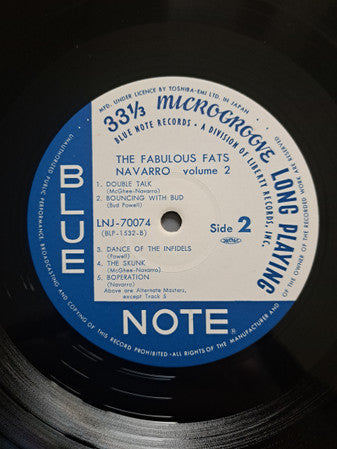 MFD. UNDER LICENCE BY TOSHIBA-EMI LTD. IN JAPAN
33⅓ MICROGROOVE LONG PLAYING
BLUE NOTE RECORDS • A DIVISION OF LIBERTY RECORDS, INC.
THE FABULOUS FATS
NAVARRO volume 2
1. DOUBLE TALK
(McGhee-Navarro)
2. BOUNCING WITH BUD
(Bud Powell)
LNJ-70074
(BLP-1532-B)
Side 2
3. DANCE OF THE INFIDELS
(Powell)
4. THE SKUNK
(McGhee-Navarro)
5. BOPERATION
(Navarro)
Above are Alternate Masters,
except Track 5
BLUE
NOTE®
UNAUTHORIZED PUBLIC PERFORMANCE, BROADCASTING AND COPYING OF THIS RECORD PROHIBITED • ALL RIGHTS OF THE MANUFACTURER AND OF THE OWNER OF THE RECORDED WORK RESERVED